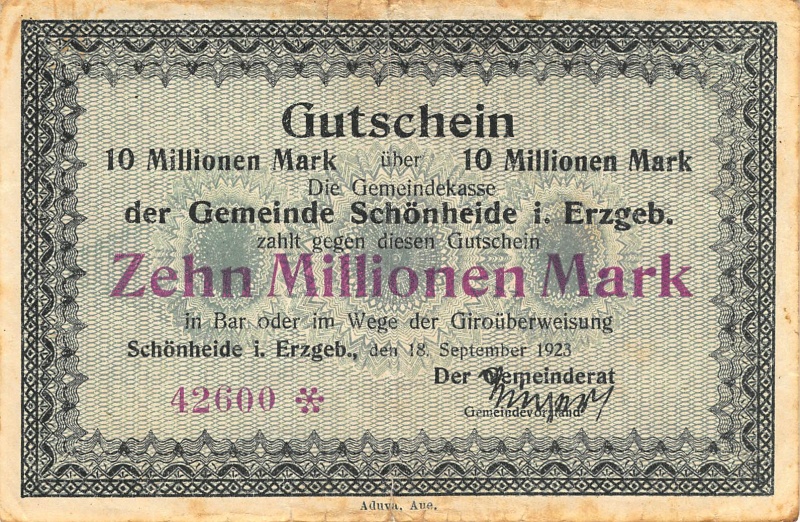 Gutschein
10 Millionen Mark über 10 Millionen Mark
Die Gemeindekasse
der Gemeinde Schönheide i. Erzgeb.
zahlt gegen diesen Gutschein
Zehn Millionen Mark
in Bar oder im Wege der Giroüberweisung
Schönheide i. Erzgeb., den 18. September 1923
Der Gemeinderat
42600 *
Gemeindevorstand
Aduva, Aue.